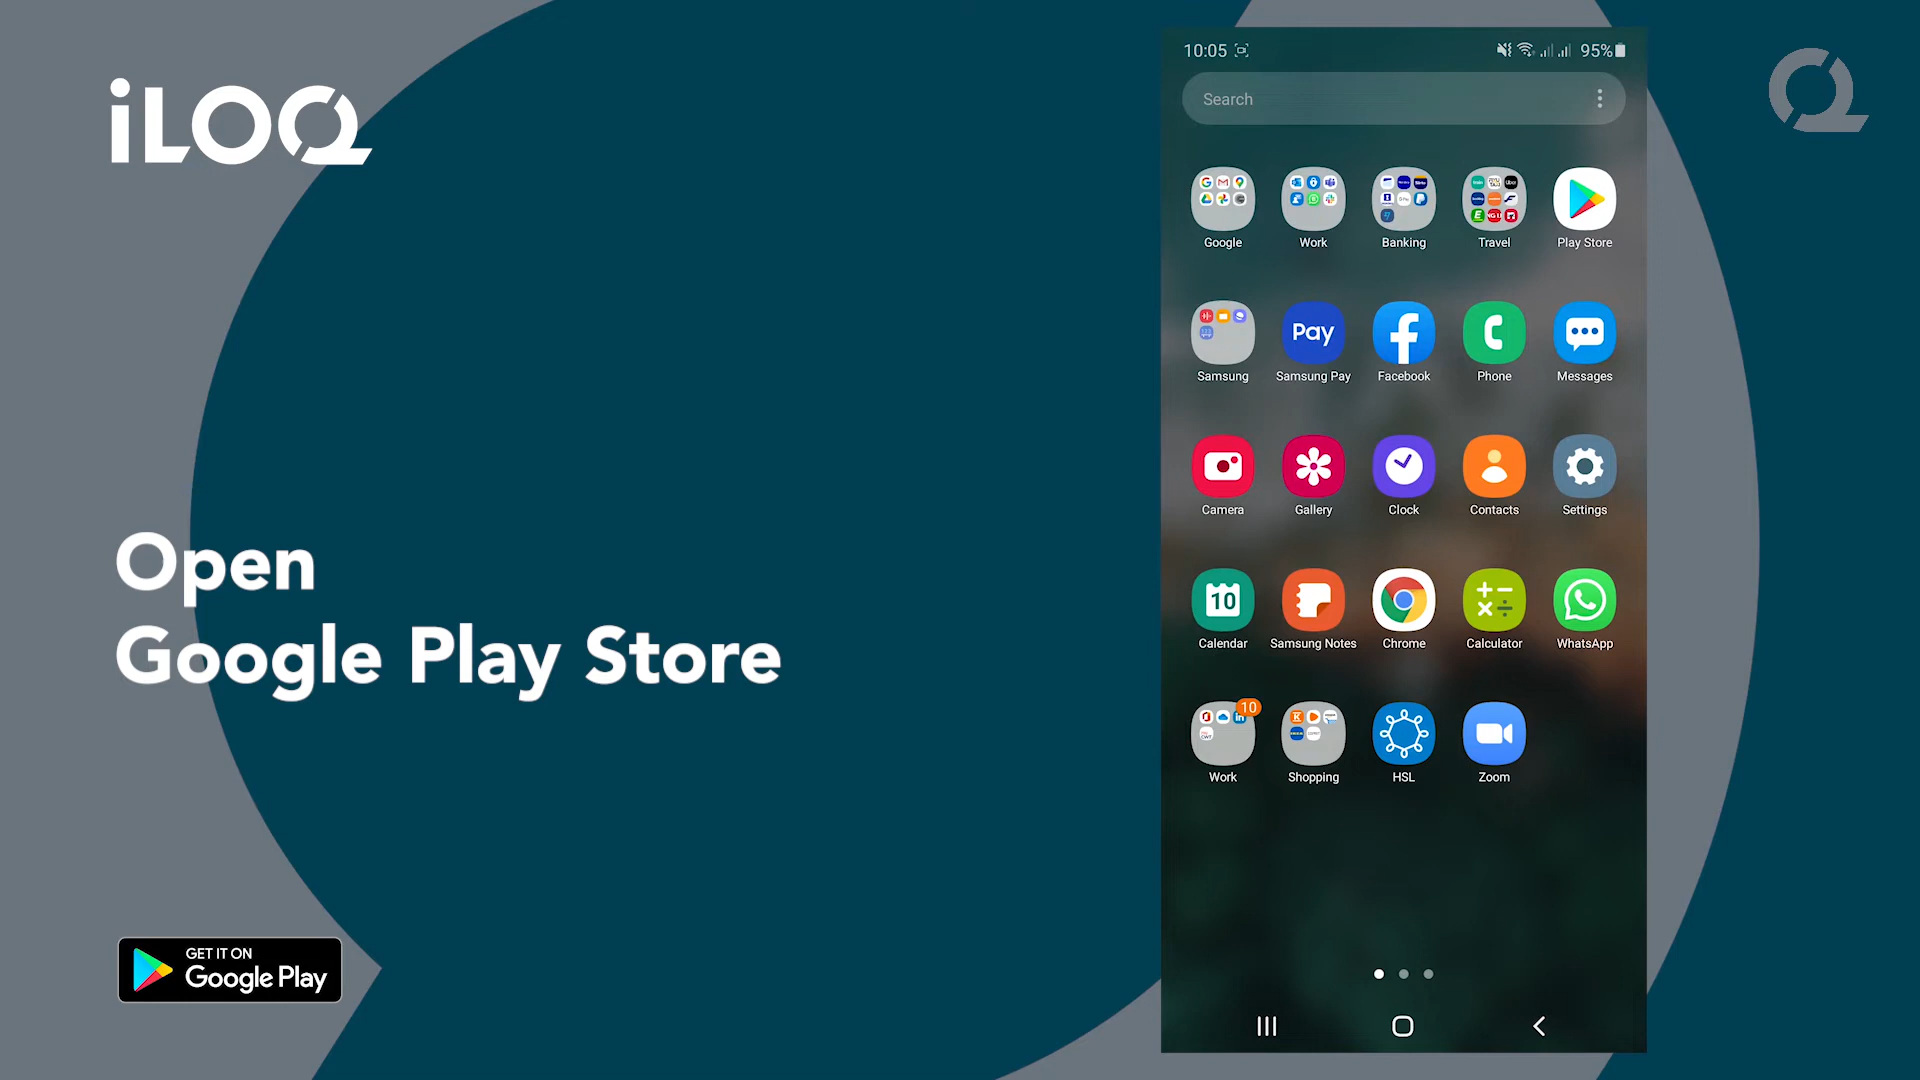 iLOQ
Open
Google Play Store
GET IT ON
Google Play
10:05
95%
Search
Google
Work
Banking
Travel
Play Store
Pay
Samsung
Samsung Pay
Facebook
Phone
Messages
Camera
Gallery
Clock
Contacts
Settings
10
Calendar
Samsung Notes
Chrome
Calculator
WhatsApp
10
Work
Shopping
HSL
Zoom